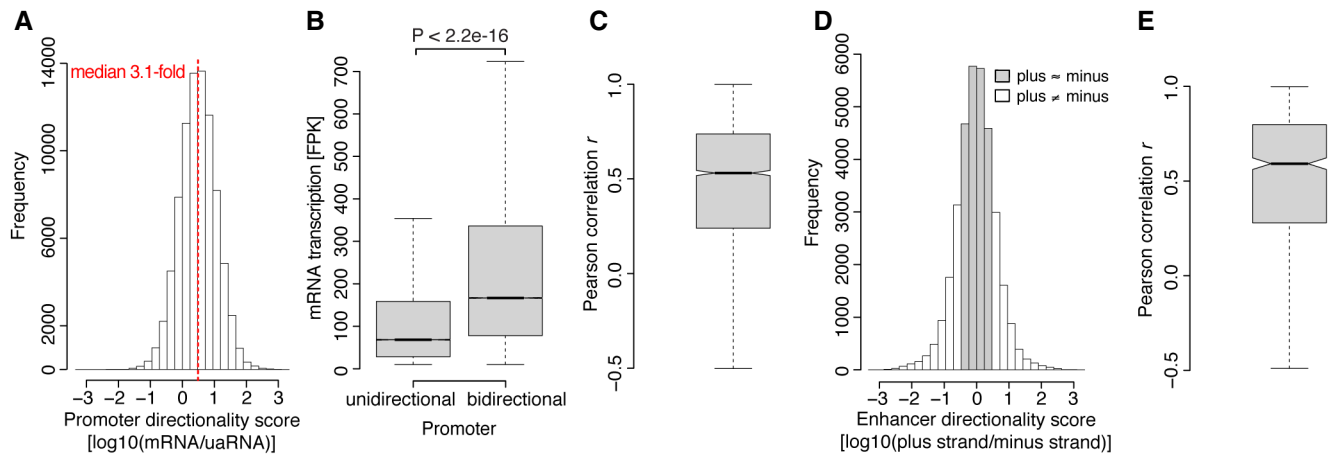 A
Frequency
0
2000
6000
10000
14000
median 3.1-fold
−3
−2
−1
0
1
2
3
Promoter directionality score
[log10(mRNA/uaRNA)]
B
P < 2.2e-16
mRNA transcription [FPK]
0
100
200
300
400
500
600
700
unidirectional
bidirectional
Promoter
C
Pearson correlation r
−0.5
0.0
0.5
1.0
D
Frequency
0
1000
2000
3000
4000
5000
6000
plus ≈ minus
plus ≠ minus
−3
−2
−1
0
1
2
3
Enhancer directionality score
[log10(plus strand/minus strand)]
E
Pearson correlation r
−0.5
0.0
0.5
1.0